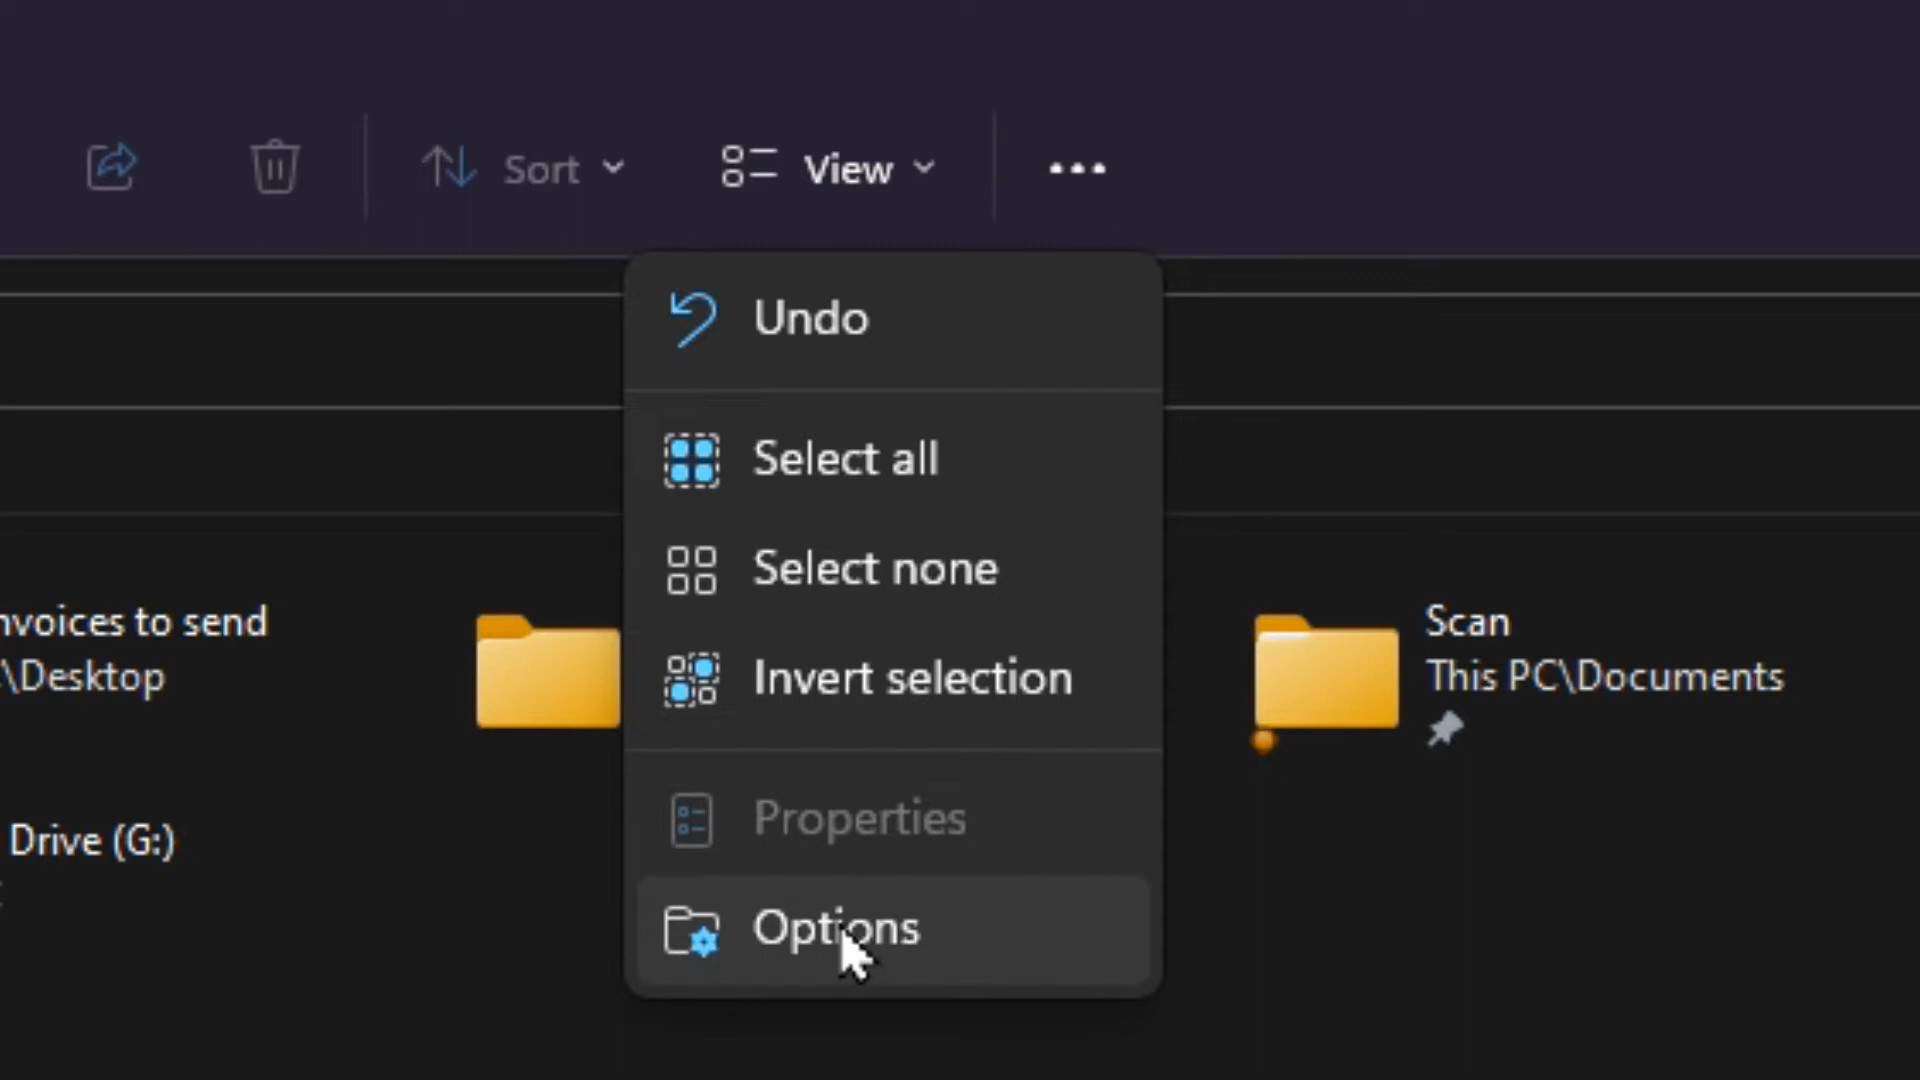 Sort
View
Undo
Select all
Select none
Invert selection
to send
\Desktop
Scan
This PC\Documents
Properties
Drive (G:)
Options